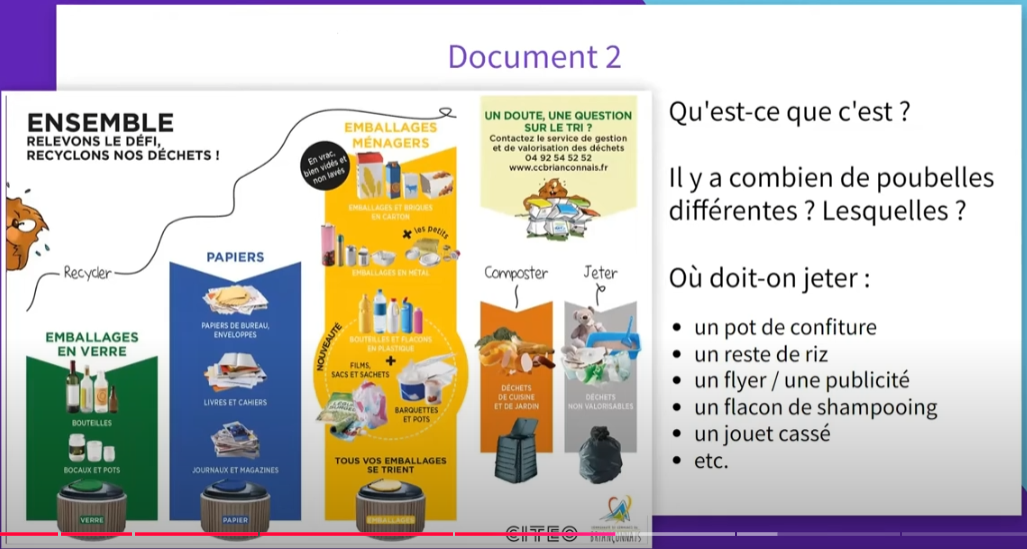 Document 2
ENSEMBLE
RELEVONS LE DÉFI,
RECYCLONS NOS DÉCHETS !
Recycler
EMBALLAGES
EN VERRE
BOUTEILLES
BOCAUX ET POTS
VERRE
PAPIERS
PAPIERS DE BUREAU,
ENVELOPPES
LIVRES ET CAHIERS
JOURNAUX ET MAGAZINES
PAPIER
EMBALLAGES
MÉNAGERS
En vrac,
bien vidés et
non lavés
EMBALLAGES ET BRIQUES
EN CARTON
+ les petits
EMBALLAGES EN MÉTAL
BOUTEILLES ET FLACONS
EN PLASTIQUE
+
NOUVEAUTÉ
FILMS,
SACS ET SACHETS
BARQUETTES
ET POTS
TOUS VOS EMBALLAGES
SE TRIENT
EMBALLAGES
UN DOUTE, UNE QUESTION
SUR LE TRI ?
Contactez le service de gestion
et de valorisation des déchets
04 92 54 52 52
www.ccbrianconnais.fr
Composter
DÉCHETS
DE CUISINE
ET DE JARDIN
Jeter
DÉCHETS
NON VALORISABLES
CITEO
BRIANÇONNAIS
Qu'est-ce que c'est ?
Il y a combien de poubelles
différentes ? Lesquelles ?
Où doit-on jeter :
• un pot de confiture
• un reste de riz
• un flyer / une publicité
• un flacon de shampooing
• un jouet cassé
• etc.